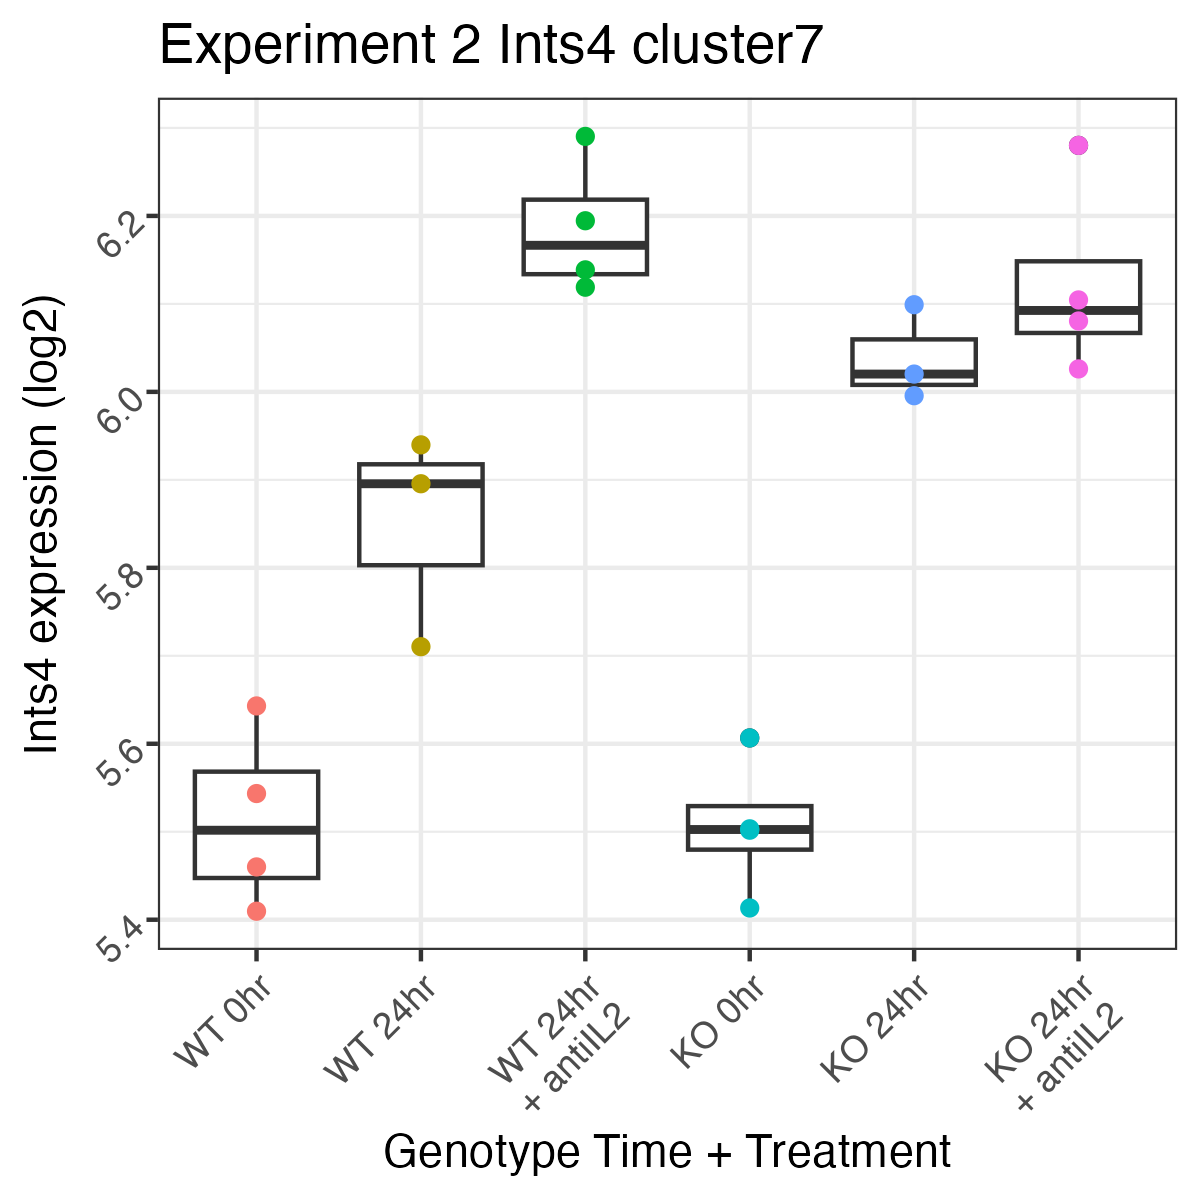 Experiment 2 Ints4 cluster7
Ints4 expression (log2)
6.2
6.0
5.8
5.6
5.4
WT 0hr
WT 24hr
WT 24hr
+ antiIL2
KO 0hr
KO 24hr
KO 24hr
+ antiIL2
Genotype Time + Treatment